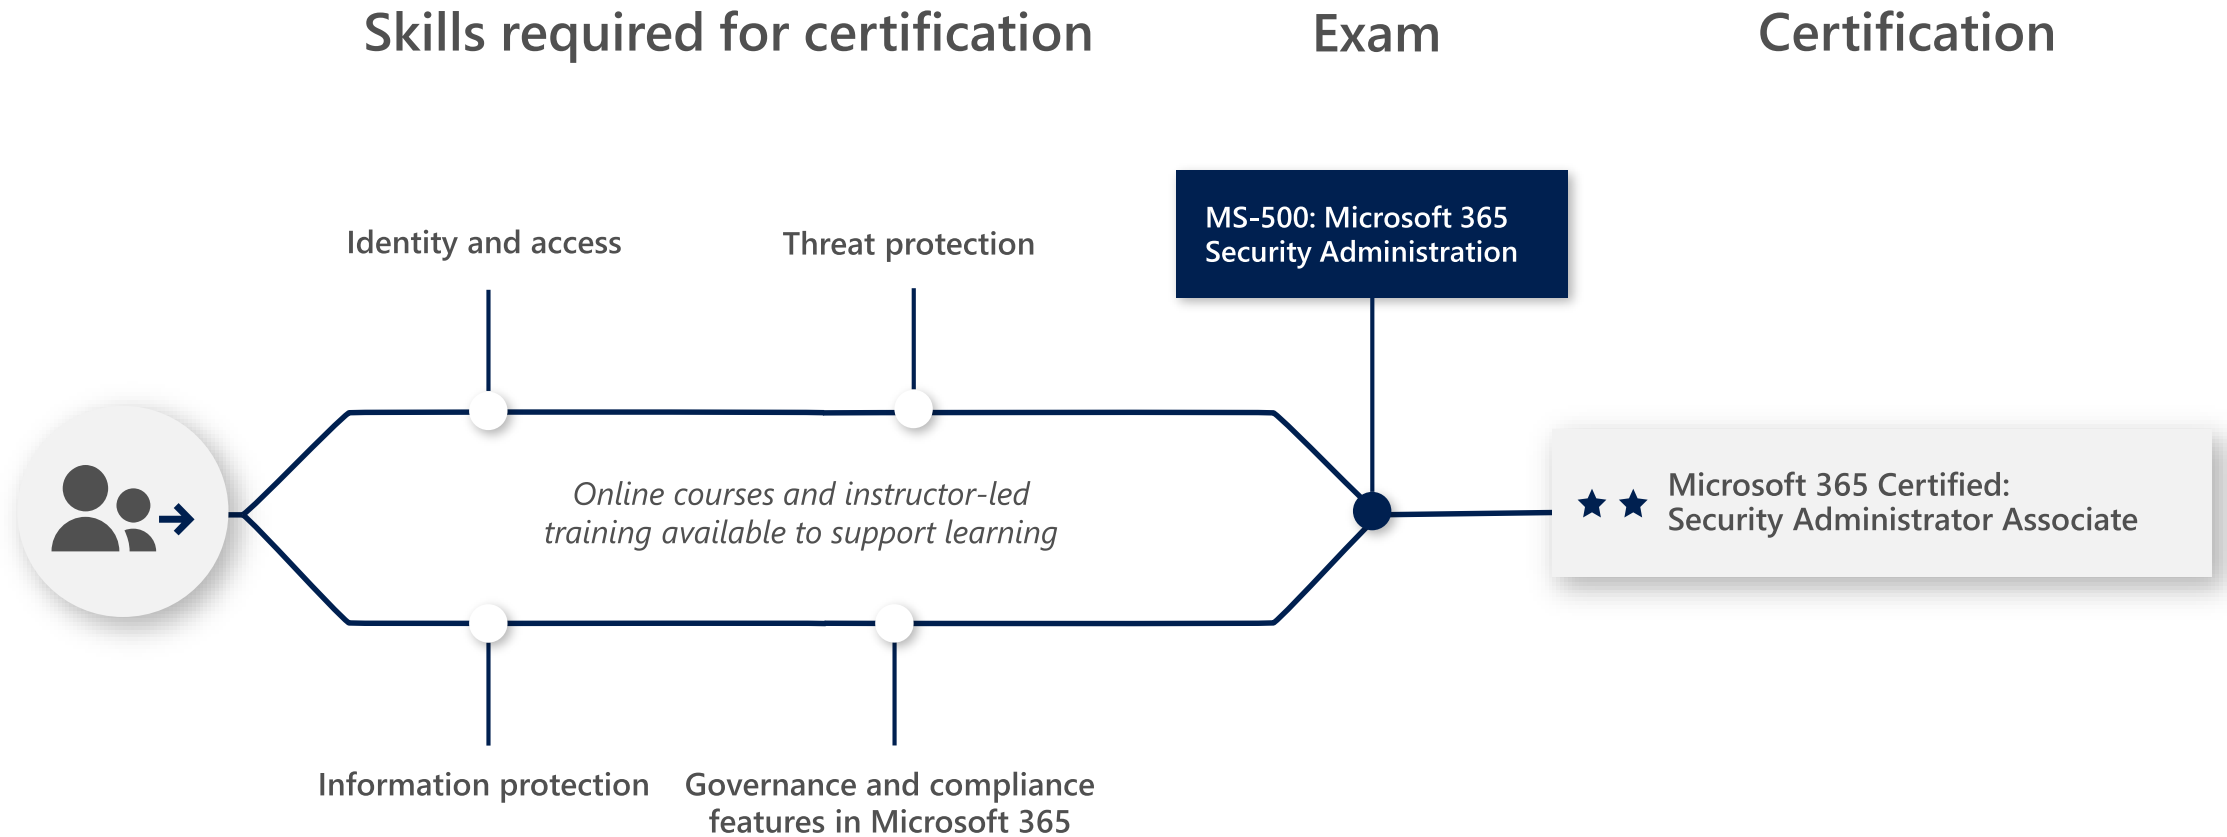 Skills required for certification
Exam
Certification
Identity and access
Threat protection
MS-500: Microsoft 365
Security Administration
Online courses and instructor-led
training available to support learning
Microsoft 365 Certified:
Security Administrator Associate
Information protection
Governance and compliance
features in Microsoft 365